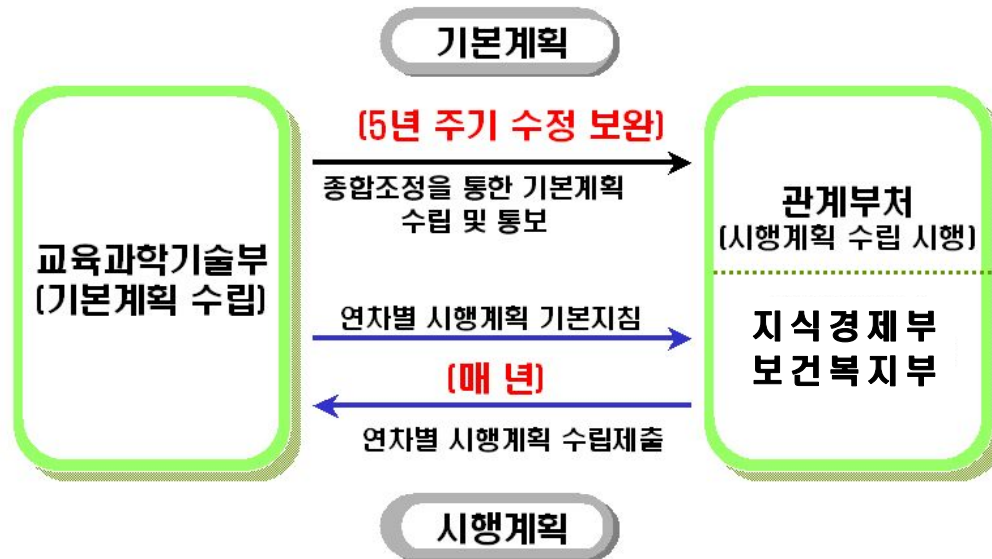 기본계획
(5년 주기 수정 보완)
종합조정을 통한 기본계획
수립 및 통보
교육과학기술부
(기본계획 수립)
관계부처
(시행계획 수립 시행)
지식경제부
보건복지부
연차별 시행계획 기본지침
(매 년)
연차별 시행계획 수립제출
시행계획